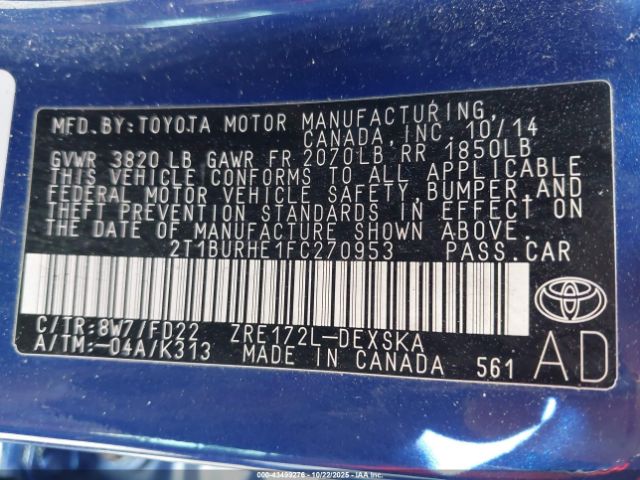 MFD.BY:TOYOTA MOTOR MANUFACTURING,
CANADA, INC. 10/14
GVWR 3820 LB GAWR FR 2070LB RR 1850LB
THIS VEHICLE CONFORMS TO ALL APPLICABLE
FEDERAL MOTOR VEHICLE SAFETY, BUMPER, AND
THEFT PREVENTION STANDARDS IN EFFECT ON
THE DATE OF MANUFACTURE SHOWN ABOVE.
2T1BURHE1FC270953 PASS.CAR
C/TR:8W7/FD22 ZRE172L-DEXSKA
A/TM:-04A/K313 MADE IN CANADA 561
AD
000-43499276 - 10/22/2025 - IAAI.COM